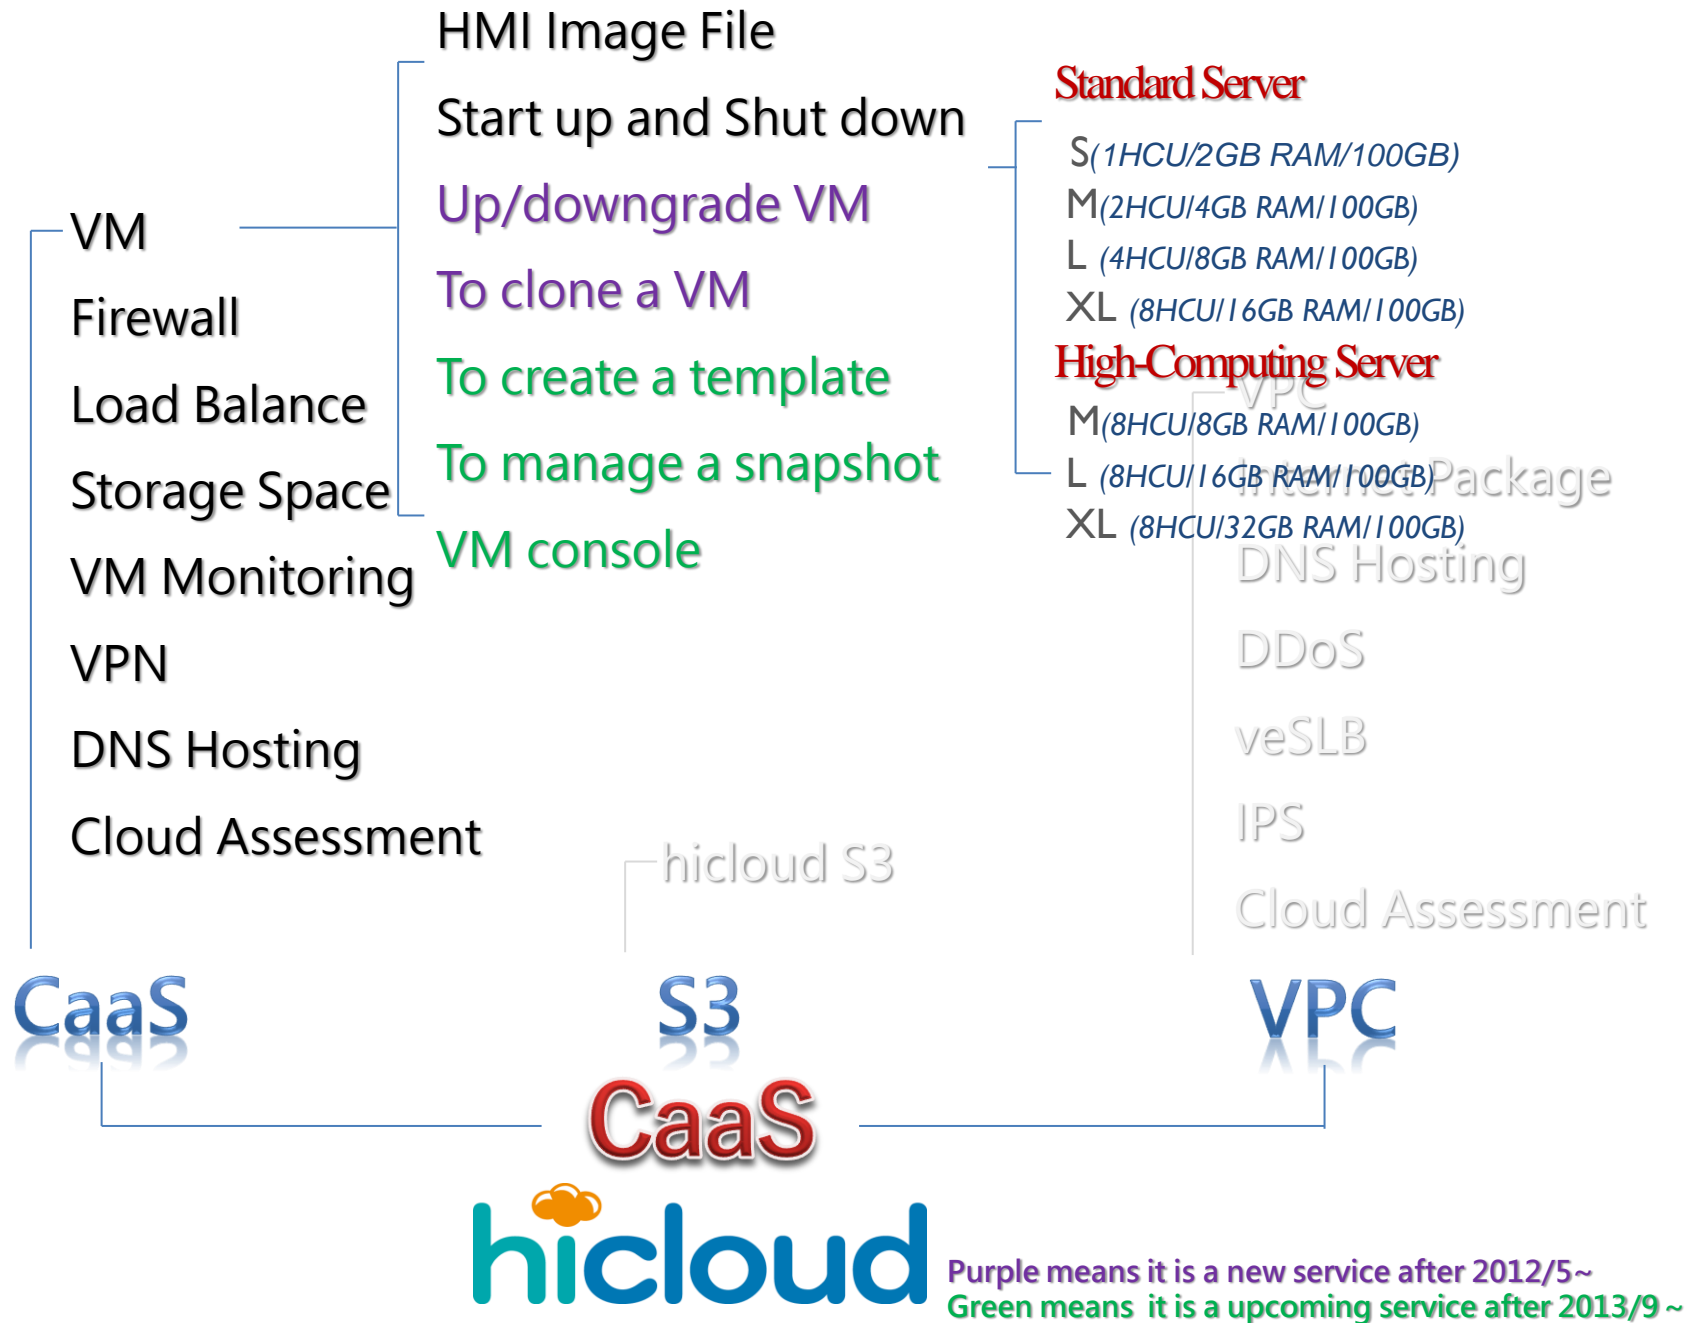 HMI Image File
Start up and Shut down
Up/downgrade VM
To clone a VM
To create a template
To manage a snapshot
VM console
Standard Server
S(1HCU/2GB RAM/100GB)
M(2HCU/4GB RAM/100GB)
L (4HCU/8GB RAM/100GB)
XL (8HCU/16GB RAM/100GB)
High-Computing Server
M(8HCU/8GB RAM/100GB)
L (8HCU/16GB RAM/100GB)
XL (8HCU/32GB RAM/100GB)
VM
Firewall
Load Balance
Storage Space
VM Monitoring
VPN
DNS Hosting
Cloud Assessment
hicloud S3
VPC
Internet Package
DNS Hosting
DDoS
veSLB
IPS
Cloud Assessment
CaaS
S3
VPC
CaaS
hicloud
Purple means it is a new service after 2012/5~
Green means it is a upcoming service after 2013/9 ~